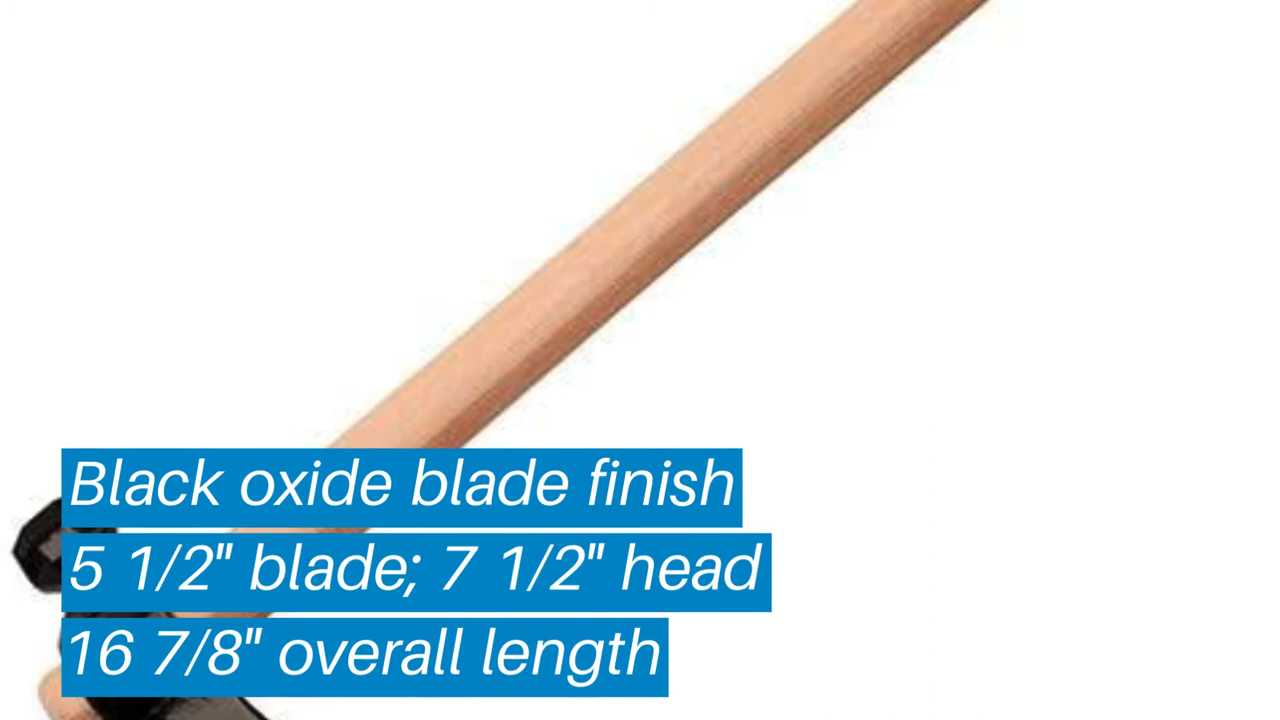 Black oxide blade finish
5 1/2" blade; 7 1/2" head
16 7/8" overall length